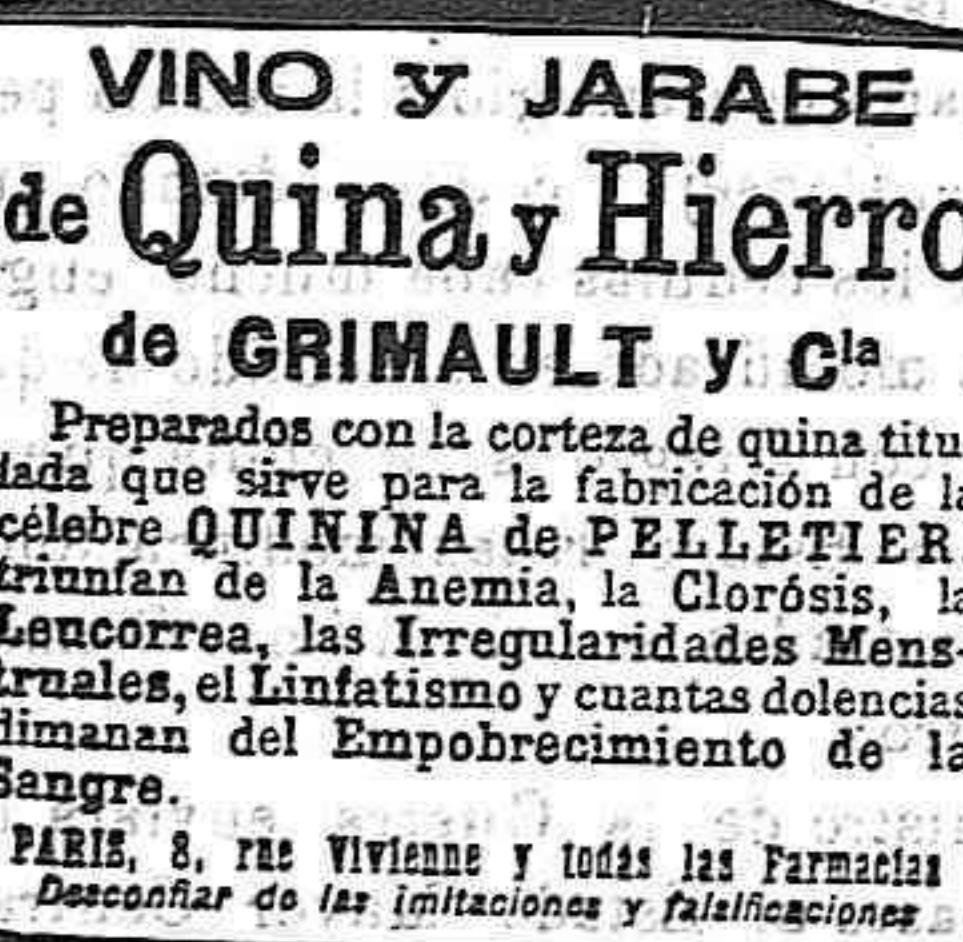 VINO y JARABE
de Quina y Hierro
de GRIMAULT y Cia
Preparados con la corteza de quina titu-
lada que sirve para la fabricación de la
célebre QUININA de PELLETIER,
triunfan de la Anemia, la Clorósis, la
Leucorrea, las Irregularidades Mens-
truales, el Linfatismo y cuantas dolencias
dimanan del Empobrecimiento de la
Sangre.
PARIS, 8, rue Vivienne y todas las Farmacias
Desconfiar de las imitaciones y falsificaciones